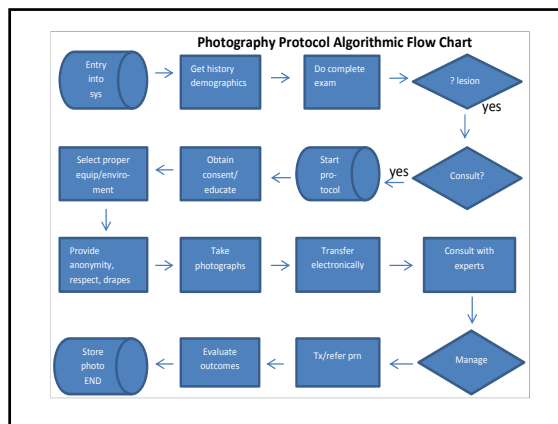 Photography Protocol Algorithmic Flow Chart
Entry
into
sys
Get history
demographics
Do complete
exam
? lesion
yes
Consult?
yes
Start
pro-
tocol
Obtain
consent/
educate
Select proper
equip/enviro-
ment
Provide
anonymity,
respect, drapes
Take
photographs
Transfer
electronically
Consult with
experts
Manage
Tx/refer prn
Evaluate
outcomes
Store
photo
END